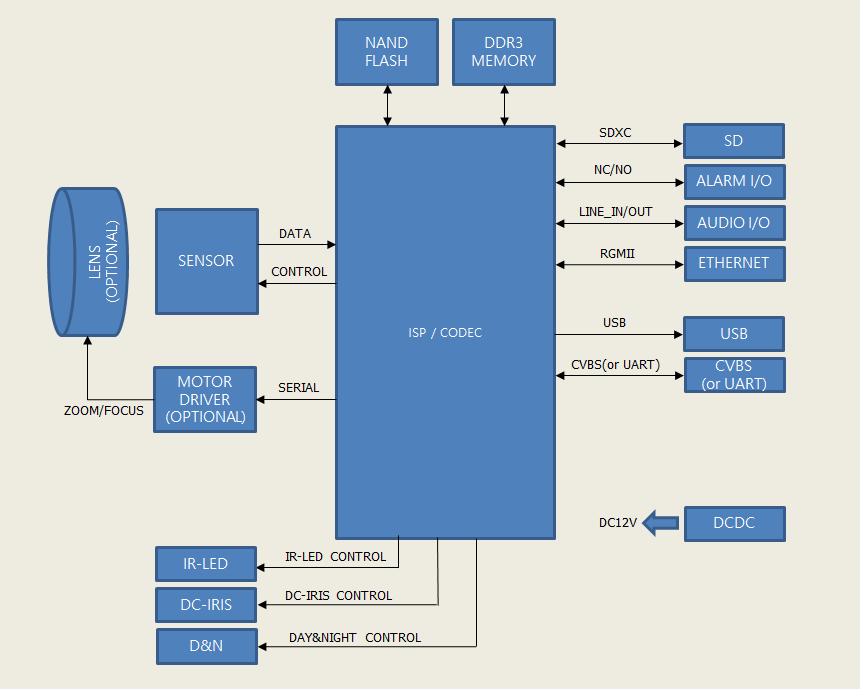 NAND
FLASH
DDR3
MEMORY
SDXC
SD
NC/NO
ALARM I/O
LINE_IN/OUT
AUDIO I/O
RGMII
ETHERNET
LENS
(OPTIONAL)
SENSOR
DATA
CONTROL
ISP / CODEC
USB
USB
CVBS(or UART)
CVBS
(or UART)
MOTOR
DRIVER
(OPTIONAL)
SERIAL
ZOOM/FOCUS
DC12V
DCDC
IR-LED
IR-LED CONTROL
DC-IRIS
DC-IRIS CONTROL
D&N
DAY&NIGHT CONTROL